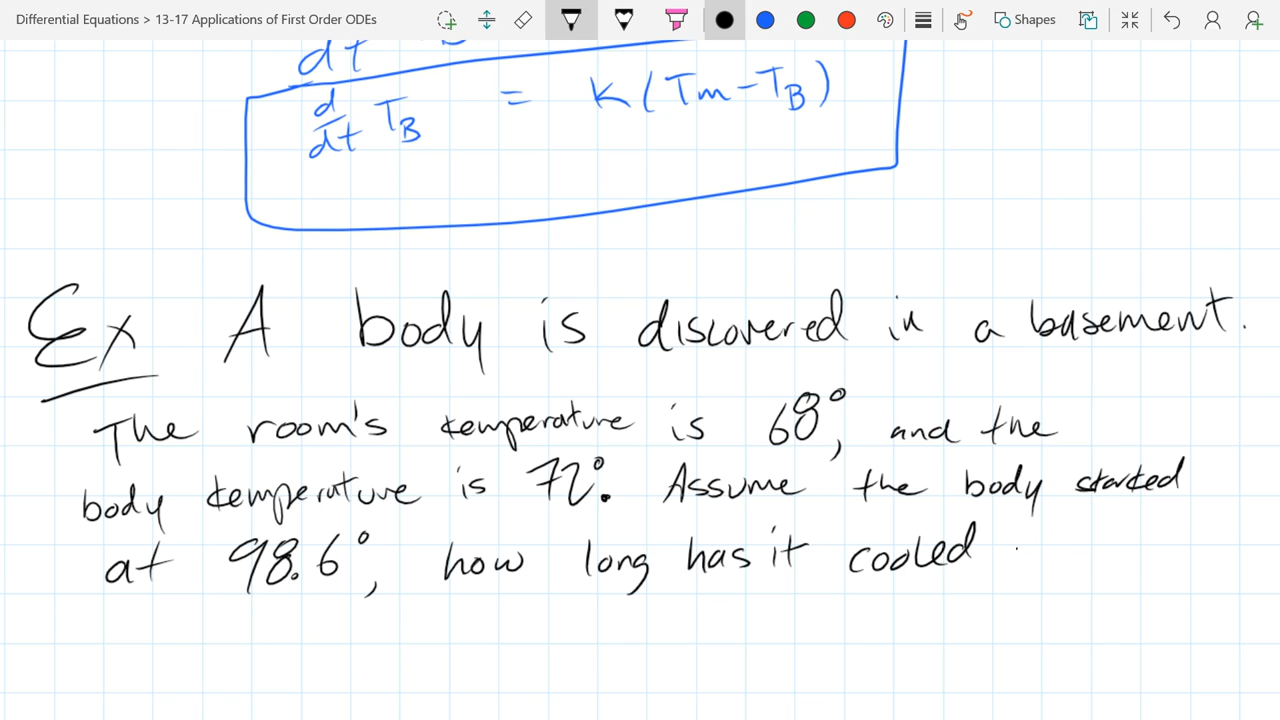 Differential Equations > 13-17 Applications of First Order ODEs
Shapes
d/dt T_B = K(Tm-T_B)
Ex A body is discovered in a basement.
The room's temperature is 68°, and the
body temperature is 72°. Assume the body started
at 98.6°, how long has it cooled